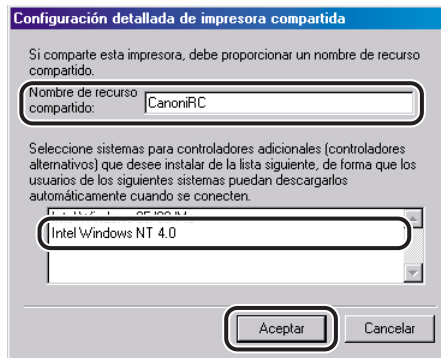 Configuración detallada de impresora compartida
Si comparte esta impresora, debe proporcionar un nombre de recurso
compartido.
Nombre de recurso
compartido: CanoniRC
Seleccione sistemas para controladores adicionales (controladores
alternativos) que desee instalar de la lista siguiente, de forma que los
usuarios de los siguientes sistemas puedan descargarlos
automáticamente cuando se conecten.
Intel Windows NT 4.0
Aceptar Cancelar